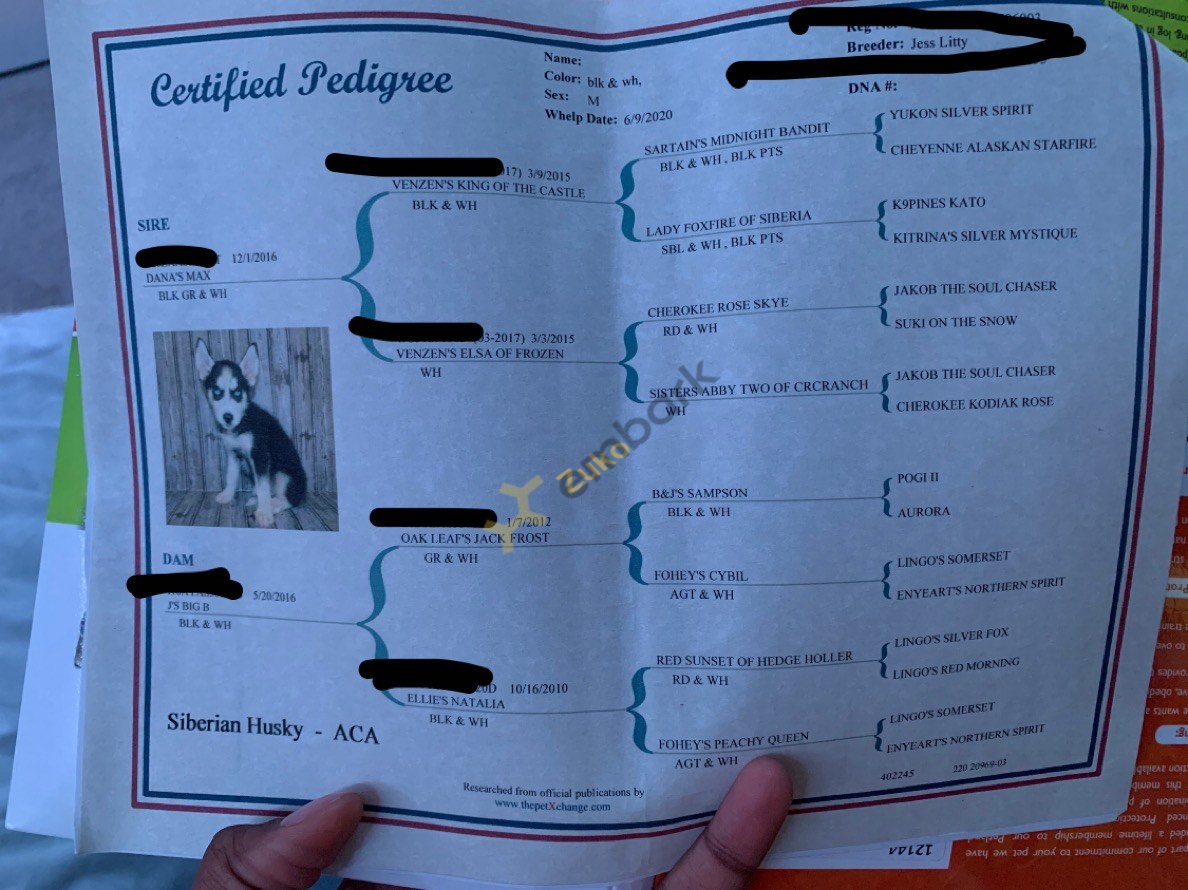 Certified Pedigree
Name:
Color: blk & wh,
Sex: M
Whelp Date: 6/9/2020
Breeder: Jess Litty
DNA #:
SIRE
12/1/2016
DANA'S MAX
BLK GR & WH
017) 3/9/2015
VENZEN'S KING OF THE CASTLE
BLK & WH
SARTAIN'S MIDNIGHT BANDIT
BLK & WH , BLK PTS
YUKON SILVER SPIRIT
CHEYENNE ALASKAN STARFIRE
LADY FOXFIRE OF SIBERIA
SBL & WH , BLK PTS
K9PINES KATO
KITRINA'S SILVER MYSTIQUE
03-2017) 3/3/2015
VENZEN'S ELSA OF FROZEN
WH
CHEROKEE ROSE SKYE
RD & WH
JAKOB THE SOUL CHASER
SUKI ON THE SNOW
SISTERS ABBY TWO OF CRCRANCH
WH
JAKOB THE SOUL CHASER
CHEROKEE KODIAK ROSE
Zuko
embork
DAM
5/20/2016
J'S BIG B
BLK & WH
1/7/2012
OAK LEAF'S JACK FROST
GR & WH
B&J'S SAMPSON
BLK & WH
POGI II
AURORA
FOHEY'S CYBIL
AGT & WH
LINGO'S SOMERSET
ENYEART'S NORTHERN SPIRIT
10/16/2010
ELLIE'S NATALIA
BLK & WH
RED SUNSET OF HEDGE HOLLER
RD & WH
LINGO'S SILVER FOX
LINGO'S RED MORNING
FOHEY'S PEACHY QUEEN
AGT & WH
LINGO'S SOMERSET
ENYEART'S NORTHERN SPIRIT
Siberian Husky - ACA
402245 220 20969-03
Researched from official publications by
www.thepetXchange.com